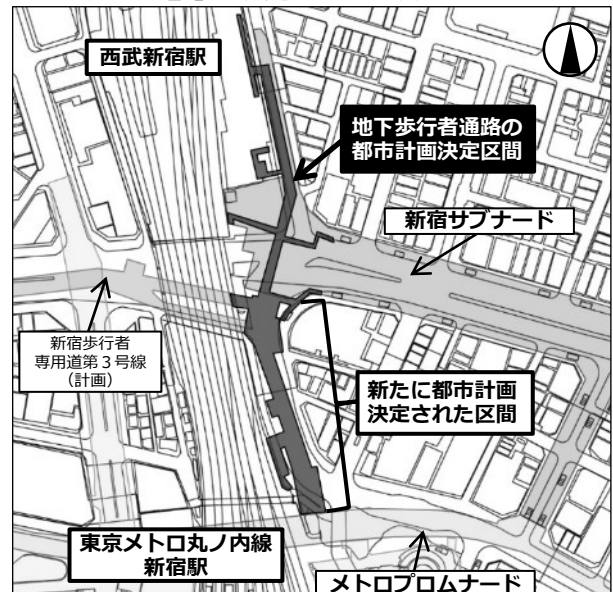 西武新宿駅
地下歩行者通路の
都市計画決定区間
新宿サブナード
新宿歩行者
専用道第３号線
（計画）
新たに都市計画
決定された区間
東京メトロ丸ノ内線
新宿駅
メトロプロムナード